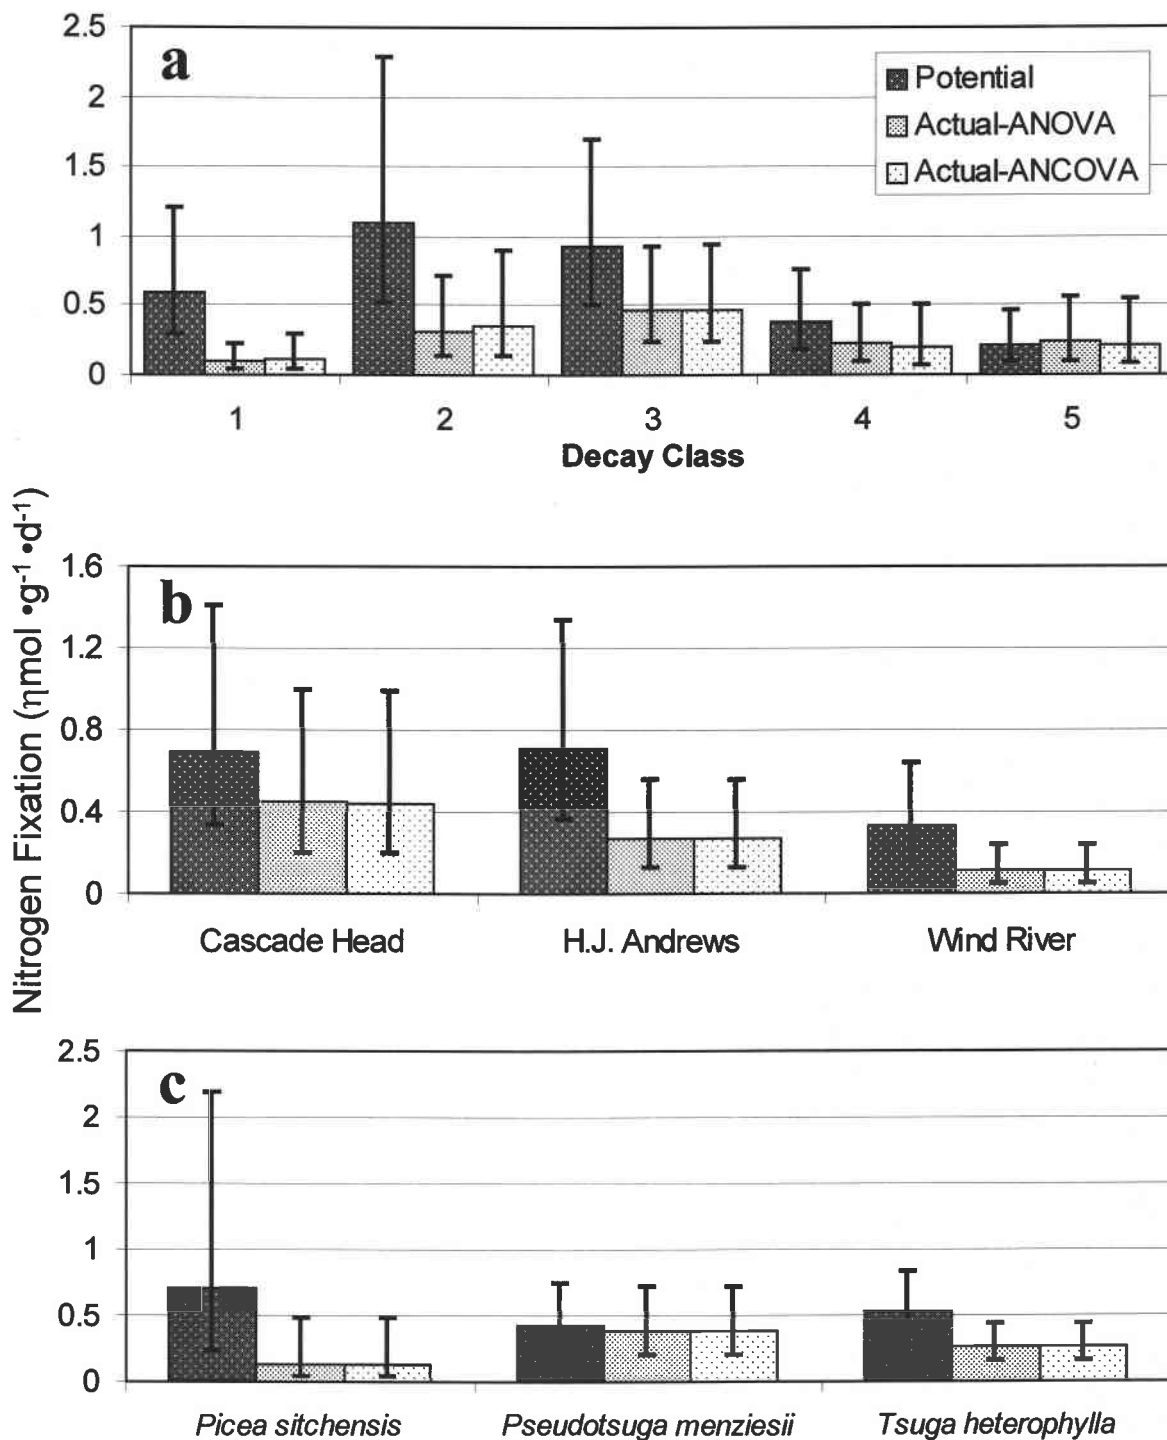 Nitrogen Fixation (ηmol •g⁻¹ •d⁻¹)
a
2.5
2
1.5
1
0.5
0
Potential
Actual-ANOVA
Actual-ANCOVA
1 2 3 4 5
Decay Class
b
1.6
1.2
0.8
0.4
0
Cascade Head H.J. Andrews Wind River
c
2.5
2
1.5
1
0.5
0
Picea sitchensis Pseudotsuga menziesii Tsuga heterophylla